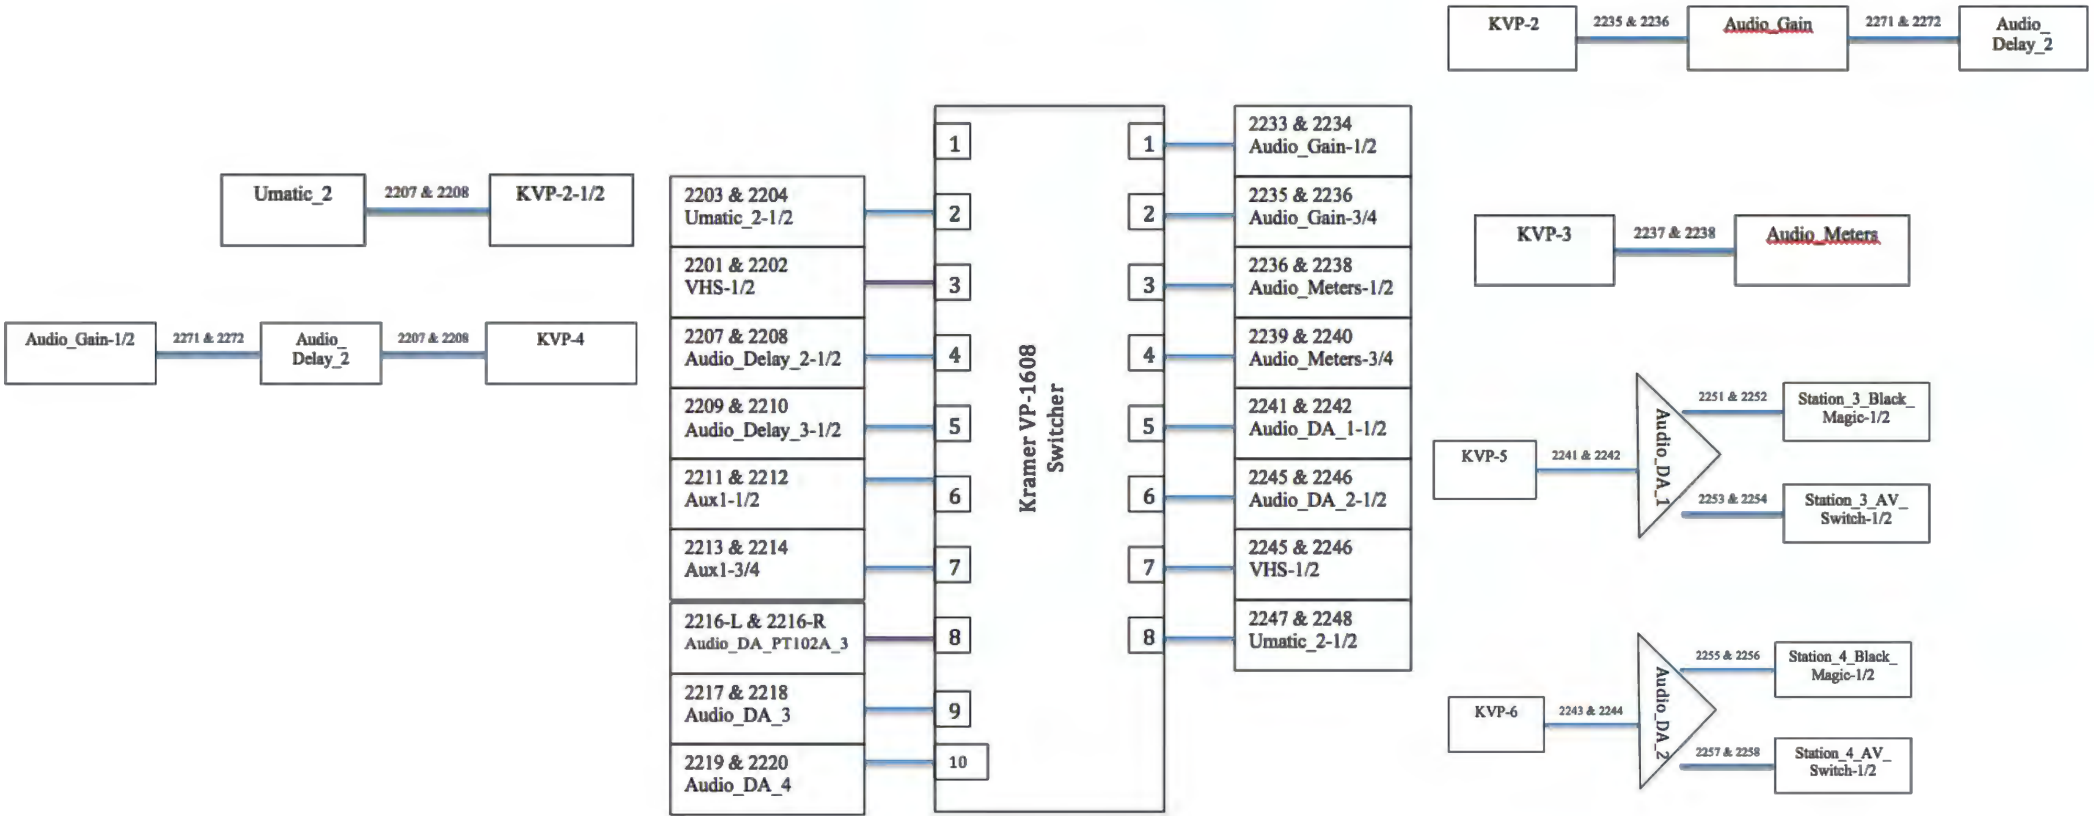 KVP-2
2235 & 2236
Audio_Gain
2271 & 2272
Audio_
Delay_2
Umatic_2
2207 & 2208
KVP-2-1/2
Audio_Gain-1/2
2271 & 2272
Audio_
Delay_2
2207 & 2208
KVP-4
2203 & 2204
Umatic_2-1/2
2201 & 2202
VHS-1/2
2207 & 2208
Audio_Delay_2-1/2
2209 & 2210
Audio_Delay_3-1/2
2211 & 2212
Aux1-1/2
2213 & 2214
Aux1-3/4
2216-L & 2216-R
Audio_DA_PT102A_3
2217 & 2218
Audio_DA_3
2219 & 2220
Audio_DA_4
1
2
3
4
5
6
7
8
9
10
Kramer VP-1608
Switcher
1
2
3
4
5
6
7
8
2233 & 2234
Audio_Gain-1/2
2235 & 2236
Audio_Gain-3/4
2236 & 2238
Audio_Meters-1/2
2239 & 2240
Audio_Meters-3/4
2241 & 2242
Audio_DA_1-1/2
2245 & 2246
Audio_DA_2-1/2
2245 & 2246
VHS-1/2
2247 & 2248
Umatic_2-1/2
KVP-3
2237 & 2238
Audio_Meters
KVP-5
2241 & 2242
Audio_DA_1
2251 & 2252
Station_3_Black_
Magic-1/2
2253 & 2254
Station_3_AV_
Switch-1/2
KVP-6
2243 & 2244
Audio_DA_2
2255 & 2256
Station_4_Black_
Magic-1/2
2257 & 2258
Station_4_AV_
Switch-1/2